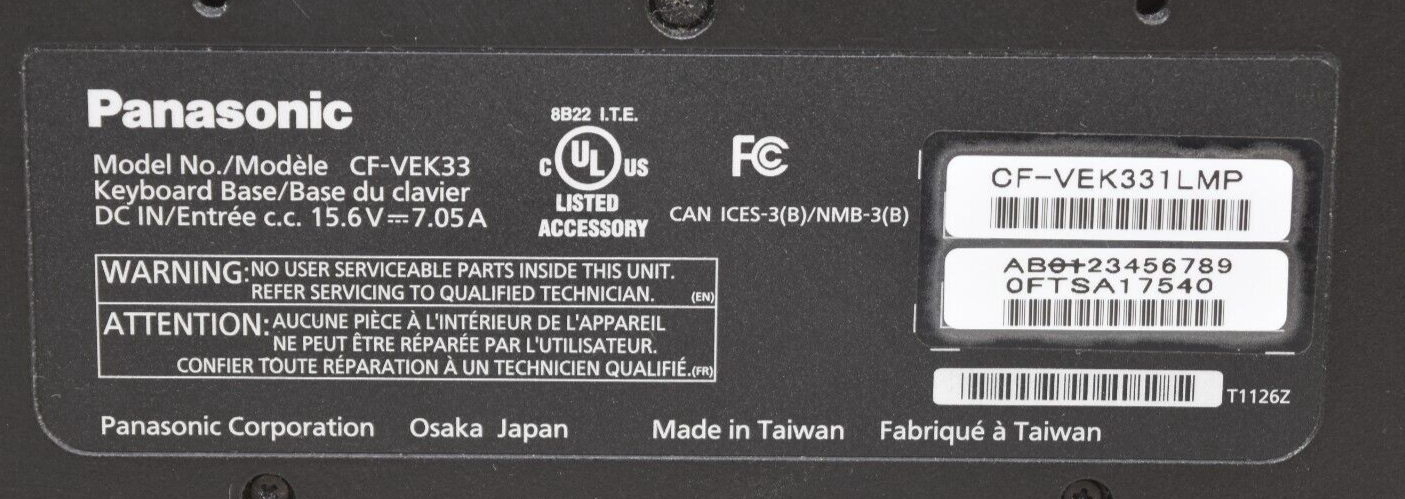 Panasonic
Model No./Modèle CF-VEK33
Keyboard Base/Base du clavier
DC IN/Entrée c.c. 15.6V⎓7.05A
8B22 I.T.E.
C UL US
LISTED
ACCESSORY
FC
CAN ICES-3(B)/NMB-3(B)
WARNING: NO USER SERVICEABLE PARTS INSIDE THIS UNIT.
REFER SERVICING TO QUALIFIED TECHNICIAN. (EN)
ATTENTION: AUCUNE PIÈCE À L'INTÉRIEUR DE L'APPAREIL
NE PEUT ÊTRE RÉPARÉE PAR L'UTILISATEUR.
CONFIER TOUTE RÉPARATION À UN TECHNICIEN QUALIFIÉ.(FR)
CF-VEK331LMP
AB0123456789
0FTSA17540
T1126Z
Panasonic Corporation Osaka Japan Made in Taiwan Fabriqué à Taiwan